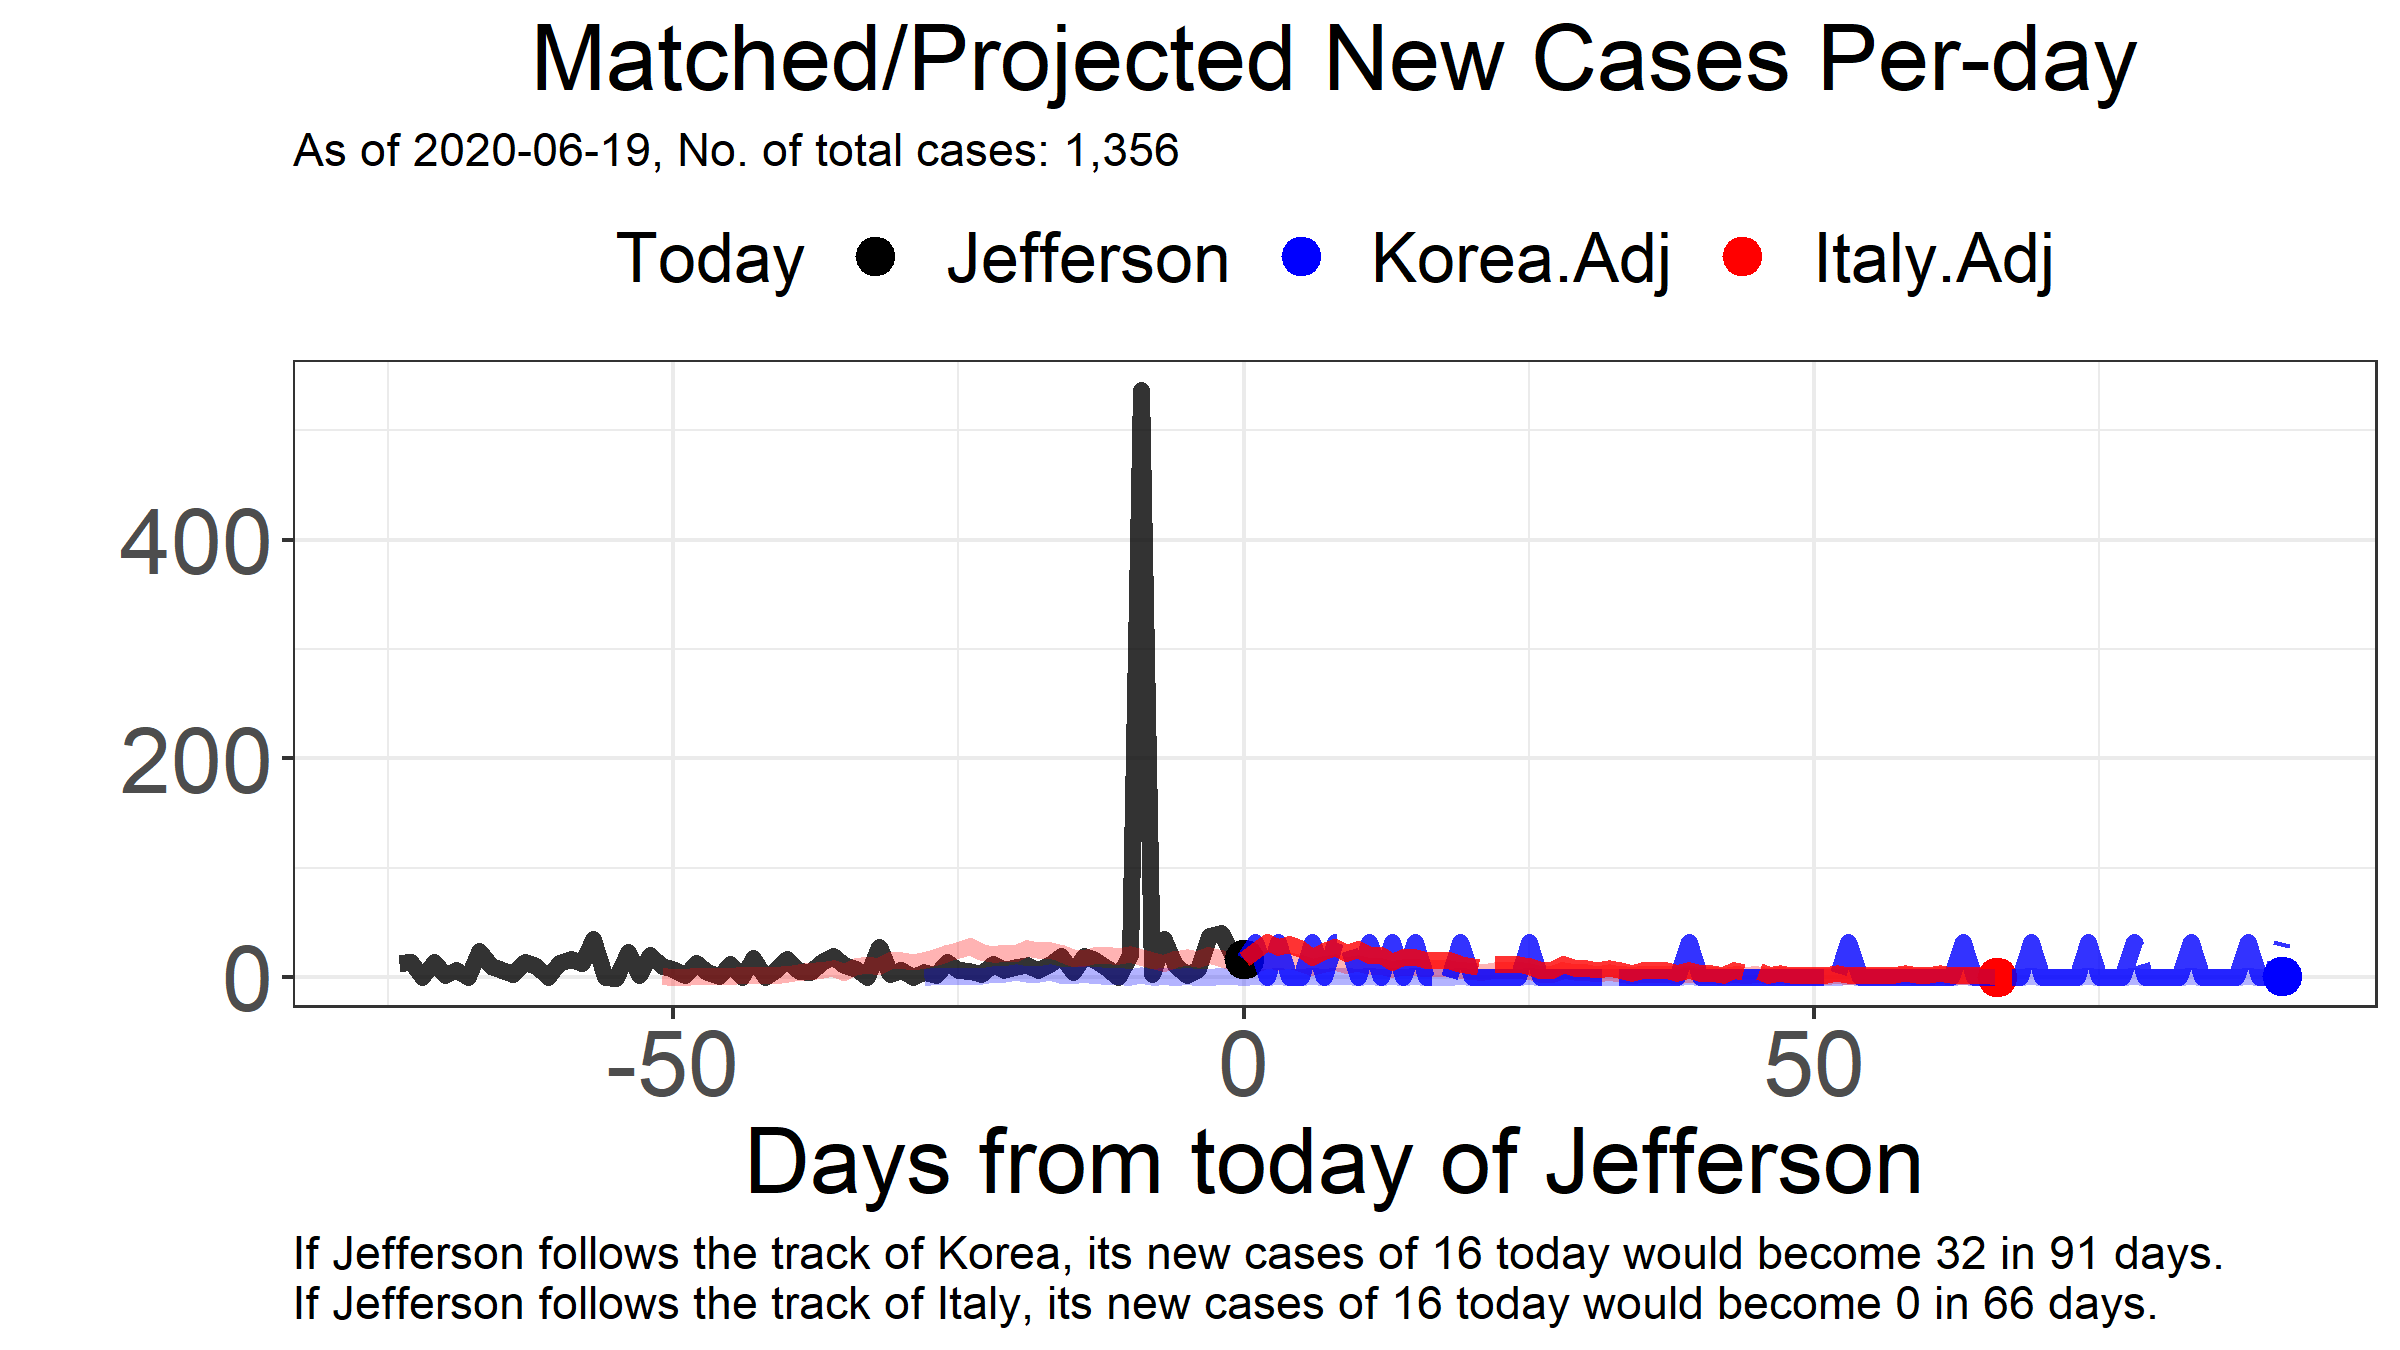 Matched/Projected New Cases Per-day
As of 2020-06-19, No. of total cases: 1,356
Today Jefferson Korea.Adj Italy.Adj
400
200
0
-50 0 50
Days from today of Jefferson
If Jefferson follows the track of Korea, its new cases of 16 today would become 32 in 91 days.
If Jefferson follows the track of Italy, its new cases of 16 today would become 0 in 66 days.